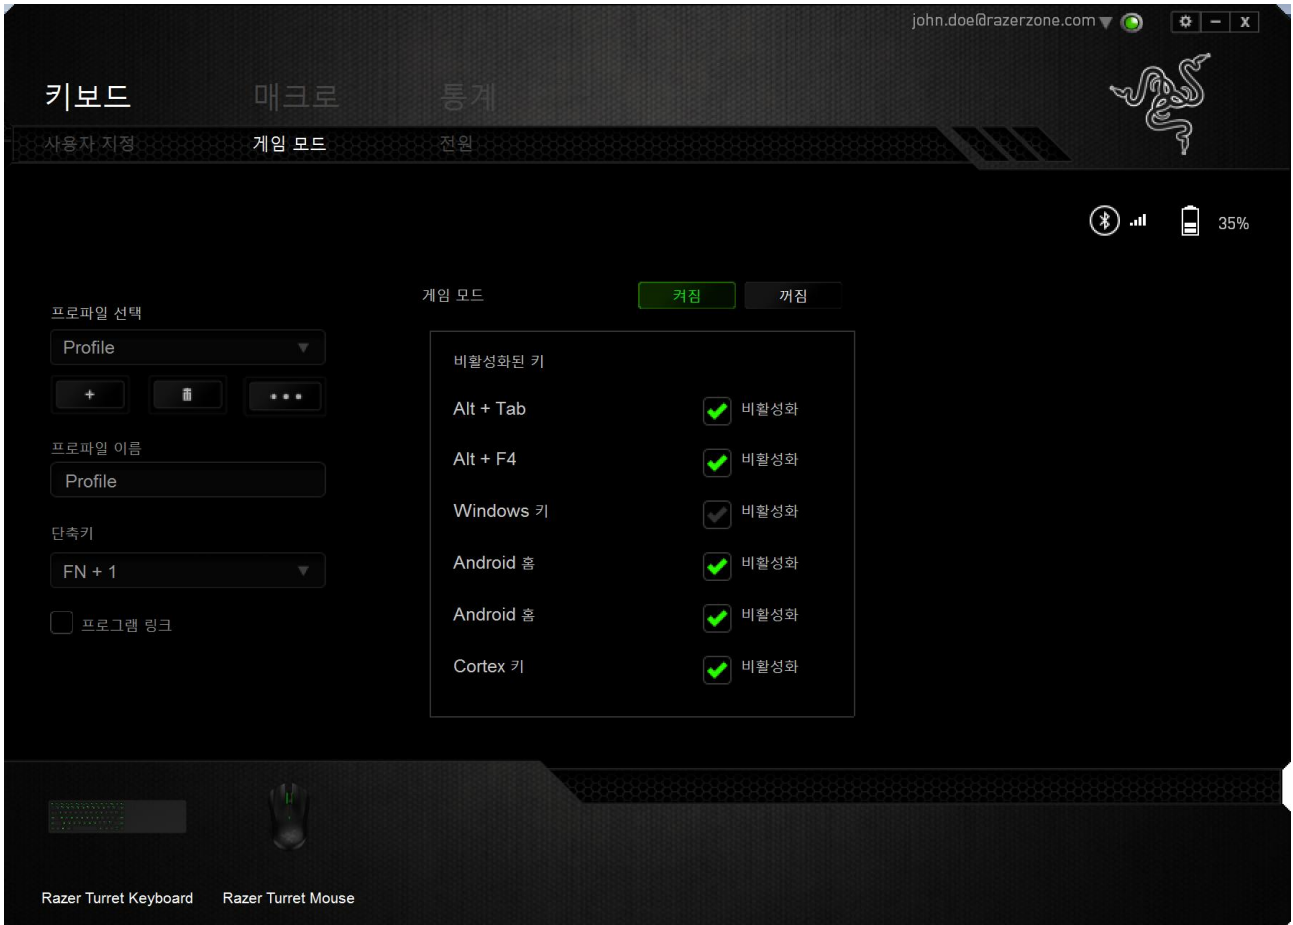 john.doe@razerzone.com
키보드 매크로 통계
사용자 지정 게임 모드 전원
35%
게임 모드 켜짐 꺼짐
프로파일 선택
Profile
프로파일 이름
Profile
단축키
FN + 1
프로그램 링크
비활성화된 키
Alt + Tab 비활성화
Alt + F4 비활성화
Windows 키 비활성화
Android 홈 비활성화
Android 홈 비활성화
Cortex 키 비활성화
Razer Turret Keyboard Razer Turret Mouse